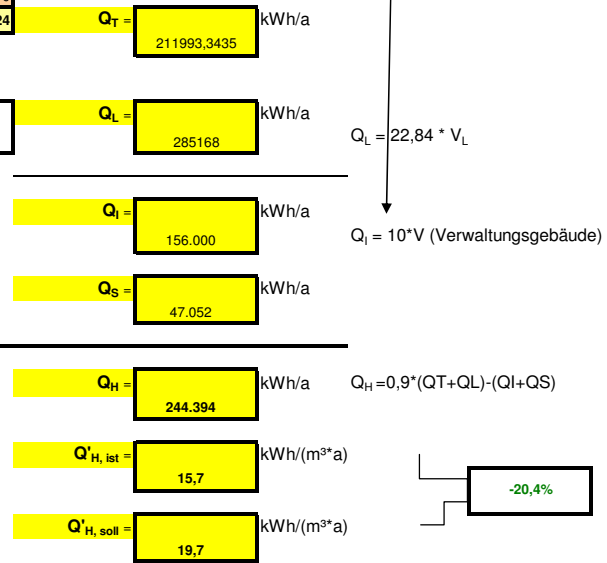 24 Q_T = kWh/a
211993,3435
Q_L = kWh/a
285168 Q_L = 22,84 * V_L
Q_I = kWh/a
156.000 Q_I = 10*V (Verwaltungsgebäude)
Q_S = kWh/a
47.052
Q_H = kWh/a Q_H =0,9*(QT+QL)-(QI+QS)
244.394
Q'_H, ist = kWh/(m³*a)
15,7
-20,4%
Q'_H, soll = kWh/(m³*a)
19,7